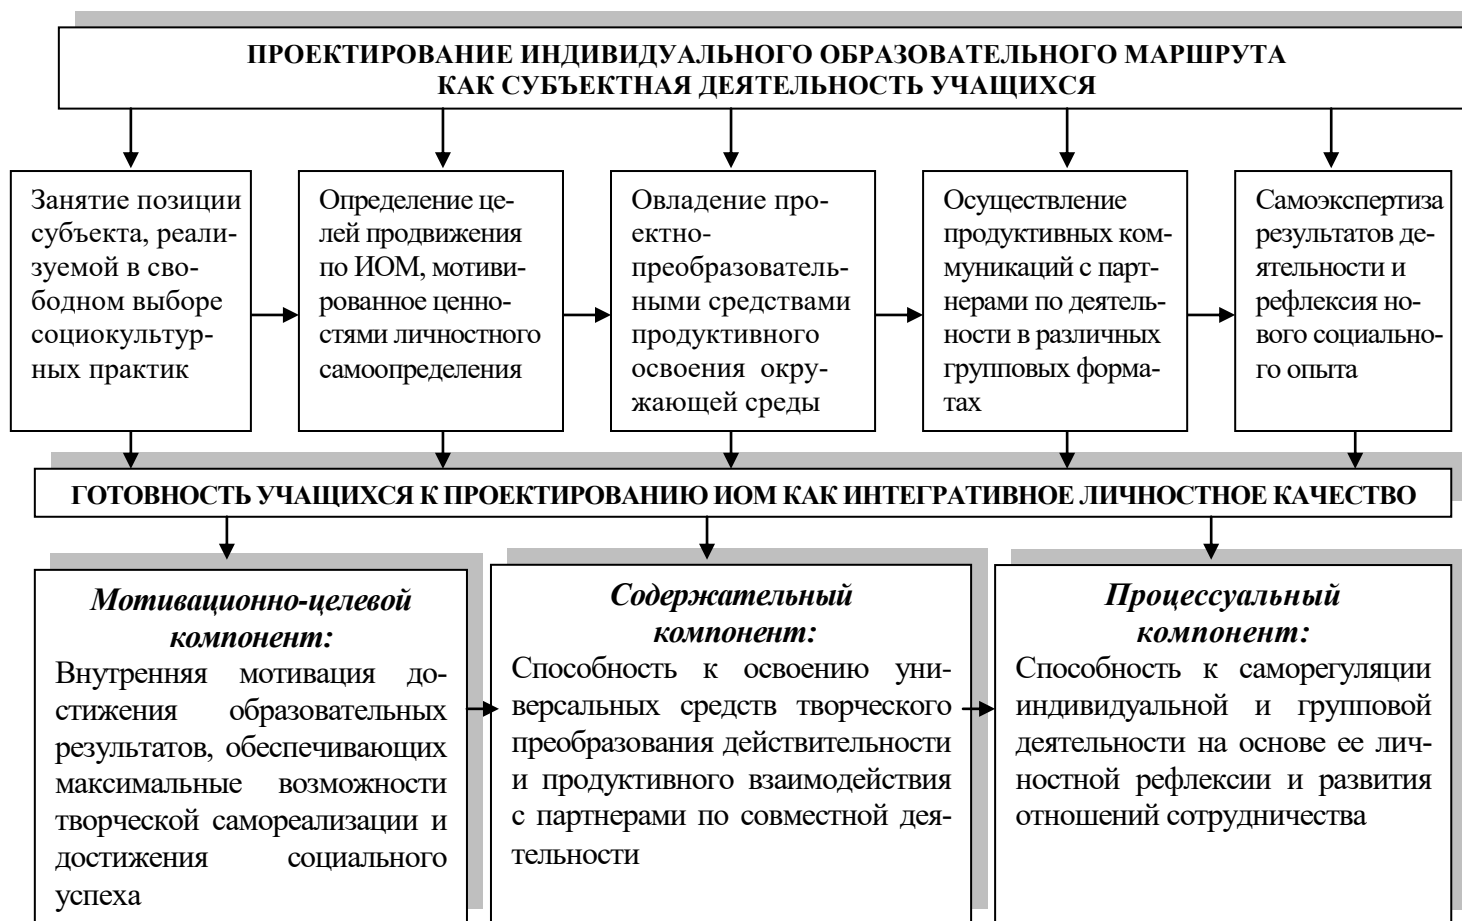 ПРОЕКТИРОВАНИЕ ИНДИВИДУАЛЬНОГО ОБРАЗОВАТЕЛЬНОГО МАРШРУТА
КАК СУБЪЕКТНАЯ ДЕЯТЕЛЬНОСТЬ УЧАЩИХСЯ
Занятие позиции
субъекта, реали-
зуемой в сво-
бодном выборе
социокультур-
ных практик
Определение це-
лей продвижения
по ИОМ, мотиви-
рованное ценно-
стями личностного
самоопределения
Овладение про-
ектно-
преобразователь-
ными средствами
продуктивного
освоения окру-
жающей среды
Осуществление
продуктивных ком-
муникаций с парт-
нерами по деятель-
ности в различных
групповых форма-
тах
Самоэкспертиза
результатов де-
ятельности и
рефлексия но-
вого социально-
го опыта
ГОТОВНОСТЬ УЧАЩИХСЯ К ПРОЕКТИРОВАНИЮ ИОМ КАК ИНТЕГРАТИВНОЕ ЛИЧНОСТНОЕ КАЧЕСТВО
Мотивационно-целевой
компонент:
Внутренняя мотивация до-
стижения образовательных
результатов, обеспечивающих
максимальные возможности
творческой самореализации и
достижения социального
успеха
Содержательный
компонент:
Способность к освоению уни-
версальных средств творческого
преобразования действительности
и продуктивного взаимодействия
с партнерами по совместной дея-
тельности
Процессуальный
компонент:
Способность к саморегуляции
индивидуальной и групповой
деятельности на основе ее лич-
ностной рефлексии и развития
отношений сотрудничества